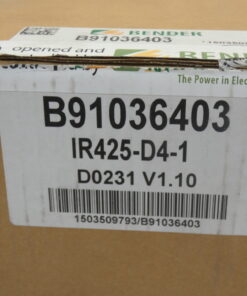 BENDER
B91036403
opened and
The Power in Elec
B91036403
IR425-D4-1
D0231 V1.10
1503509793/B91036403